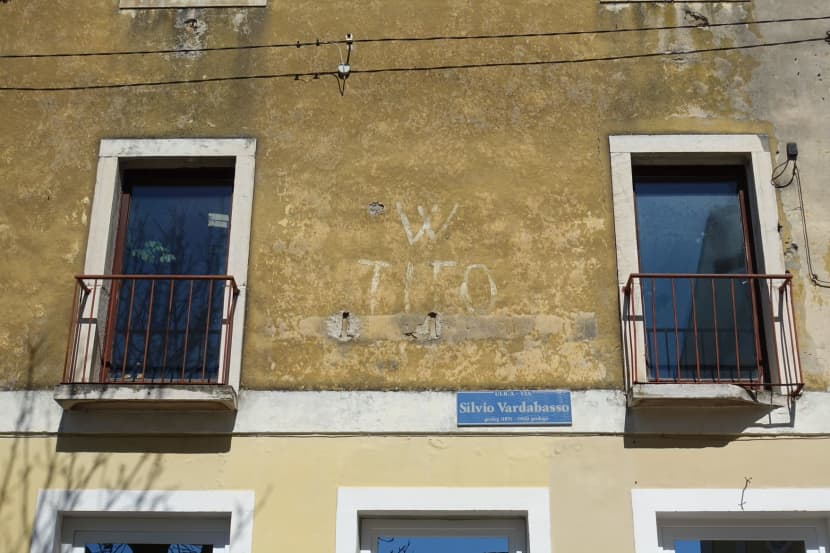 W
TITO
ULICA - VIA
Silvio Vardabasso